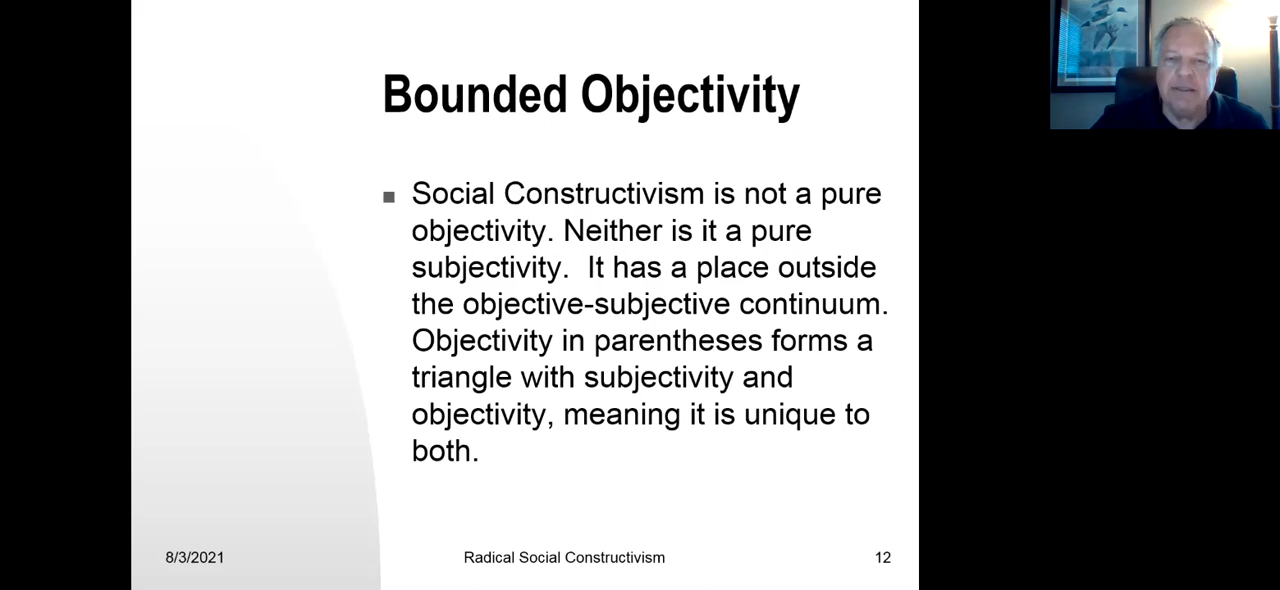 Bounded Objectivity
Social Constructivism is not a pure
objectivity. Neither is it a pure
subjectivity.  It has a place outside
the objective-subjective continuum.
Objectivity in parentheses forms a
triangle with subjectivity and
objectivity, meaning it is unique to
both.
8/3/2021
Radical Social Constructivism
12